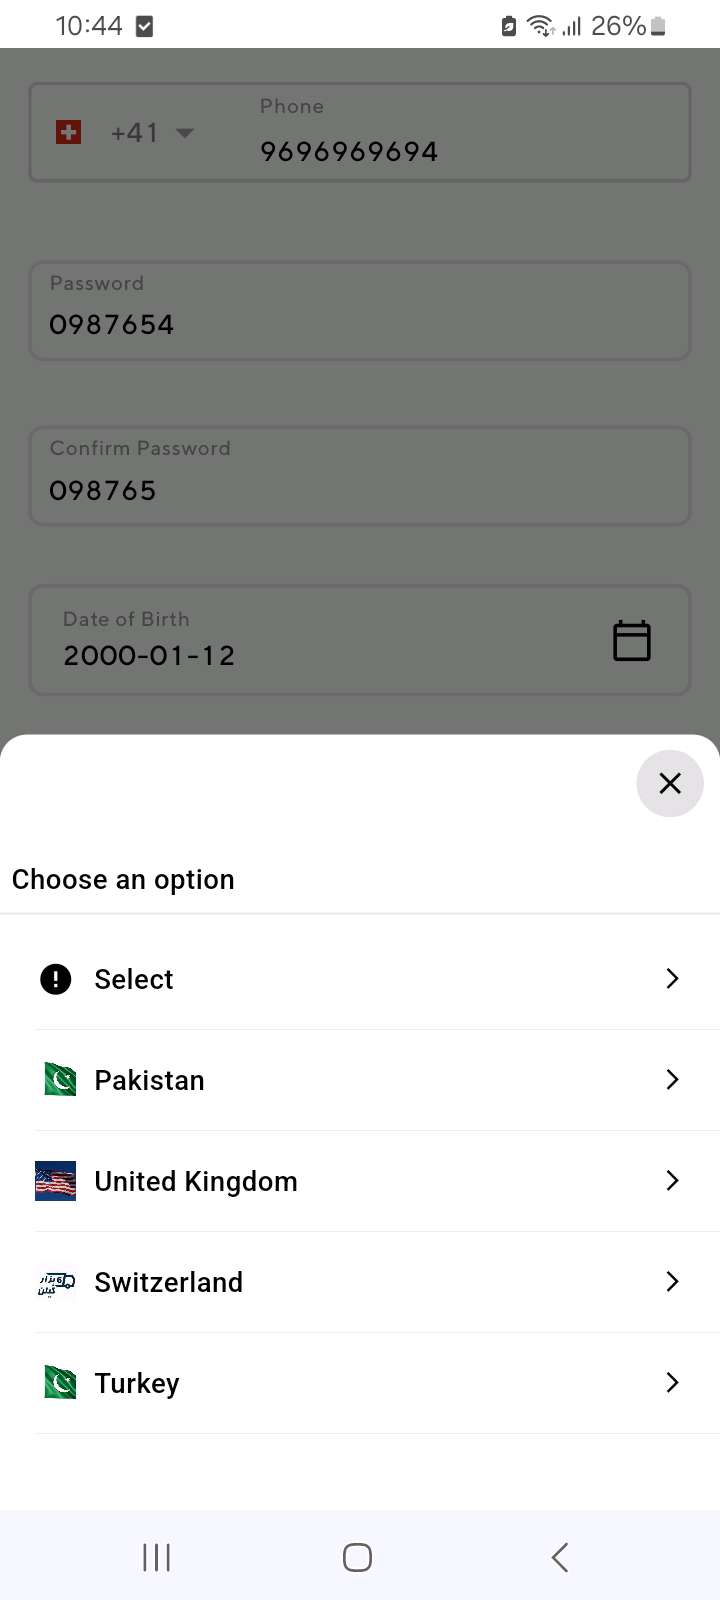 10:44
26%
+41
Phone
9696969694
Password
0987654
Confirm Password
098765
Date of Birth
2000-01-12
Choose an option
Select
Pakistan
United Kingdom
Switzerland
Turkey